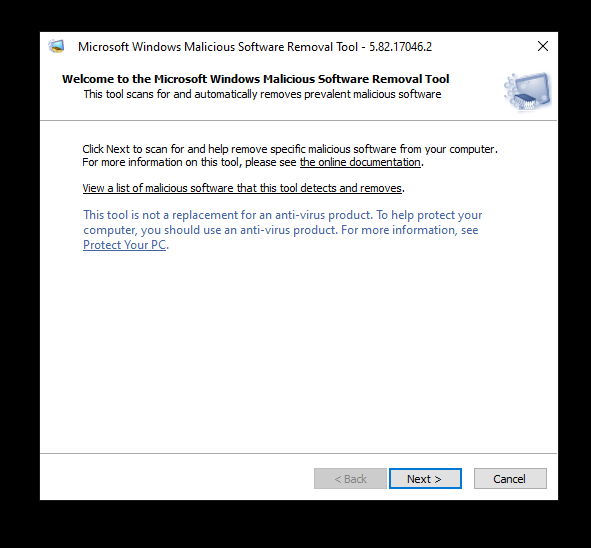 Microsoft Windows Malicious Software Removal Tool - 5.82.17046.2
Welcome to the Microsoft Windows Malicious Software Removal Tool
This tool scans for and automatically removes prevalent malicious software
Click Next to scan for and help remove specific malicious software from your computer.
For more information on this tool, please see the online documentation.
View a list of malicious software that this tool detects and removes.
This tool is not a replacement for an anti-virus product. To help protect your
computer, you should use an anti-virus product. For more information, see
Protect Your PC.
< Back
Next >
Cancel